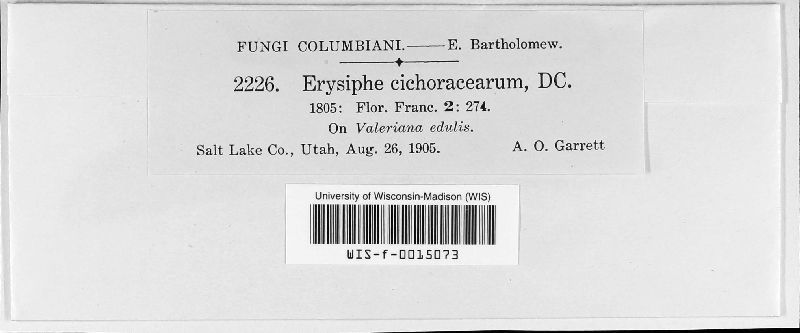 FUNGI COLUMBIANI.——E. Bartholomew.
2226. Erysiphe cichoracearum, DC.
1805: Flor. Franc. 2: 274.
On Valeriana edulis.
Salt Lake Co., Utah, Aug. 26, 1905. A. O. Garrett
University of Wisconsin-Madison (WIS)
WIS-f-0015073